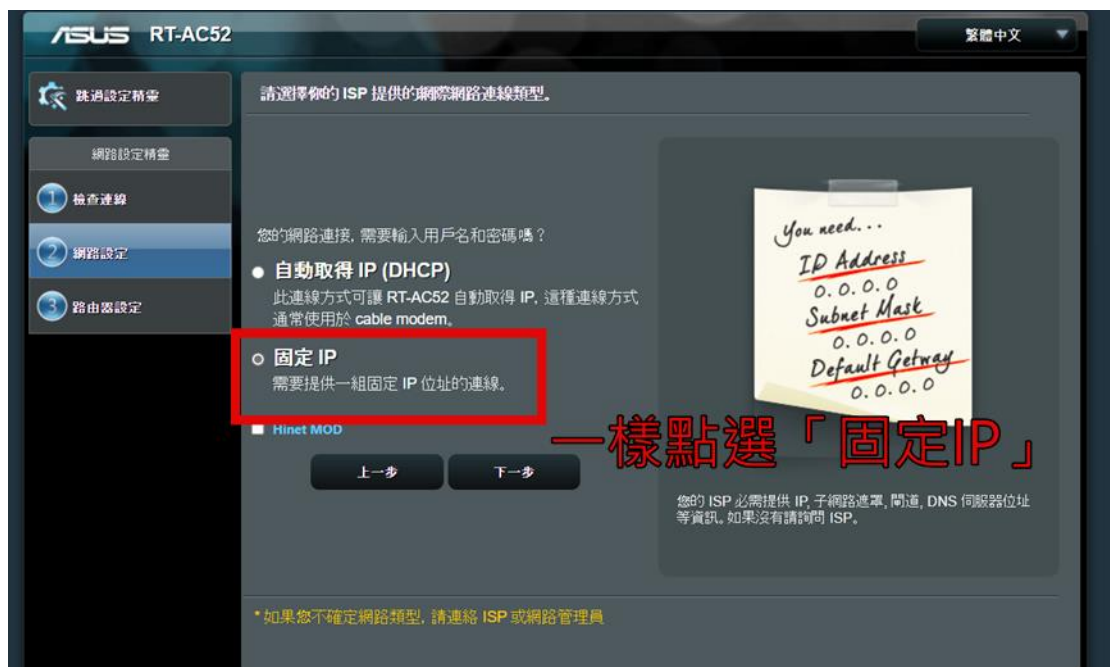 ASUS RT-AC52
繁體中文
跳過設定精靈
請選擇你的 ISP 提供的網際網路連線類型。
網路設定精靈
1 檢查連線
2 網路設定
3 路由器設定
您的網路連接, 需要輸入用戶名和密碼嗎?
自動取得 IP (DHCP)
此連線方式可讓 RT-AC52 自動取得 IP, 這種連線方式
通常使用於 cable modem。
固定 IP
需要提供一組固定 IP 位址的連線。
Hinet MOD
上一步
下一步
You need...
ID Address
0.0.0.0
Subnet Mask
0.0.0.0
Default Getway
0.0.0.0
一樣點選「固定IP」
您的 ISP 必需提供 IP, 子網路遮罩, 閘道, DNS 伺服器位址
等資訊。如果沒有請詢問 ISP。
*如果您不確定網路類型, 請連絡 ISP 或網路管理員